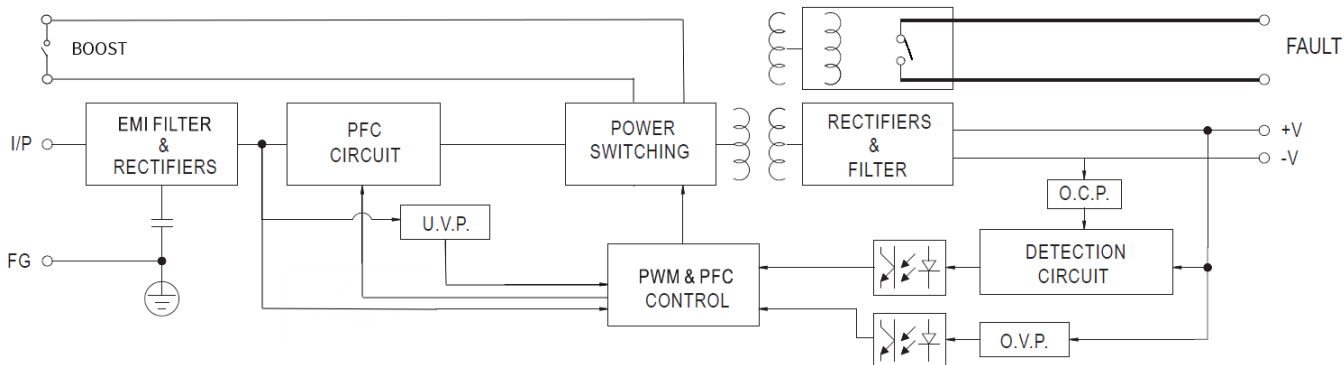 BOOST
FAULT
I/P
EMI FILTER
&
RECTIFIERS
PFC
CIRCUIT
POWER
SWITCHING
RECTIFIERS
&
FILTER
+V
-V
O.C.P.
U.V.P.
FG
PWM & PFC
CONTROL
DETECTION
CIRCUIT
O.V.P.